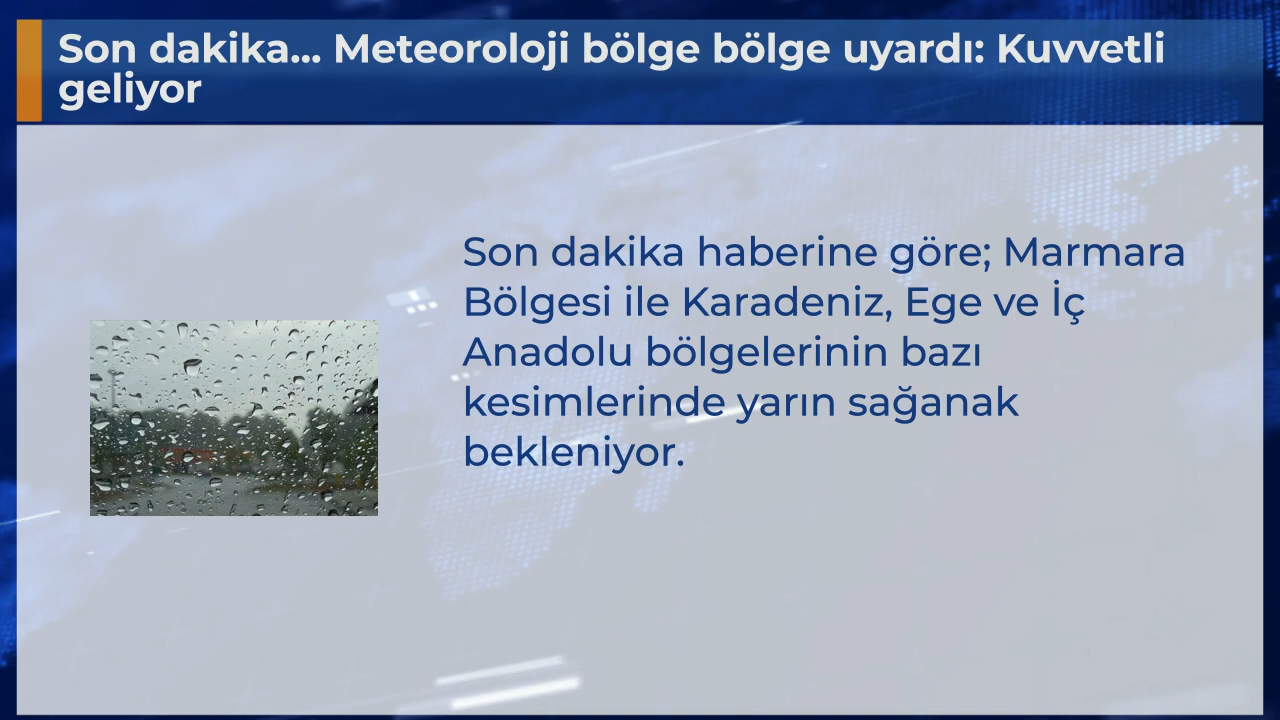 Son dakika... Meteoroloji bölge bölge uyardı: Kuvvetli
geliyor
Son dakika haberine göre; Marmara
Bölgesi ile Karadeniz, Ege ve İç
Anadolu bölgelerinin bazı
kesimlerinde yarın sağanak
bekleniyor.